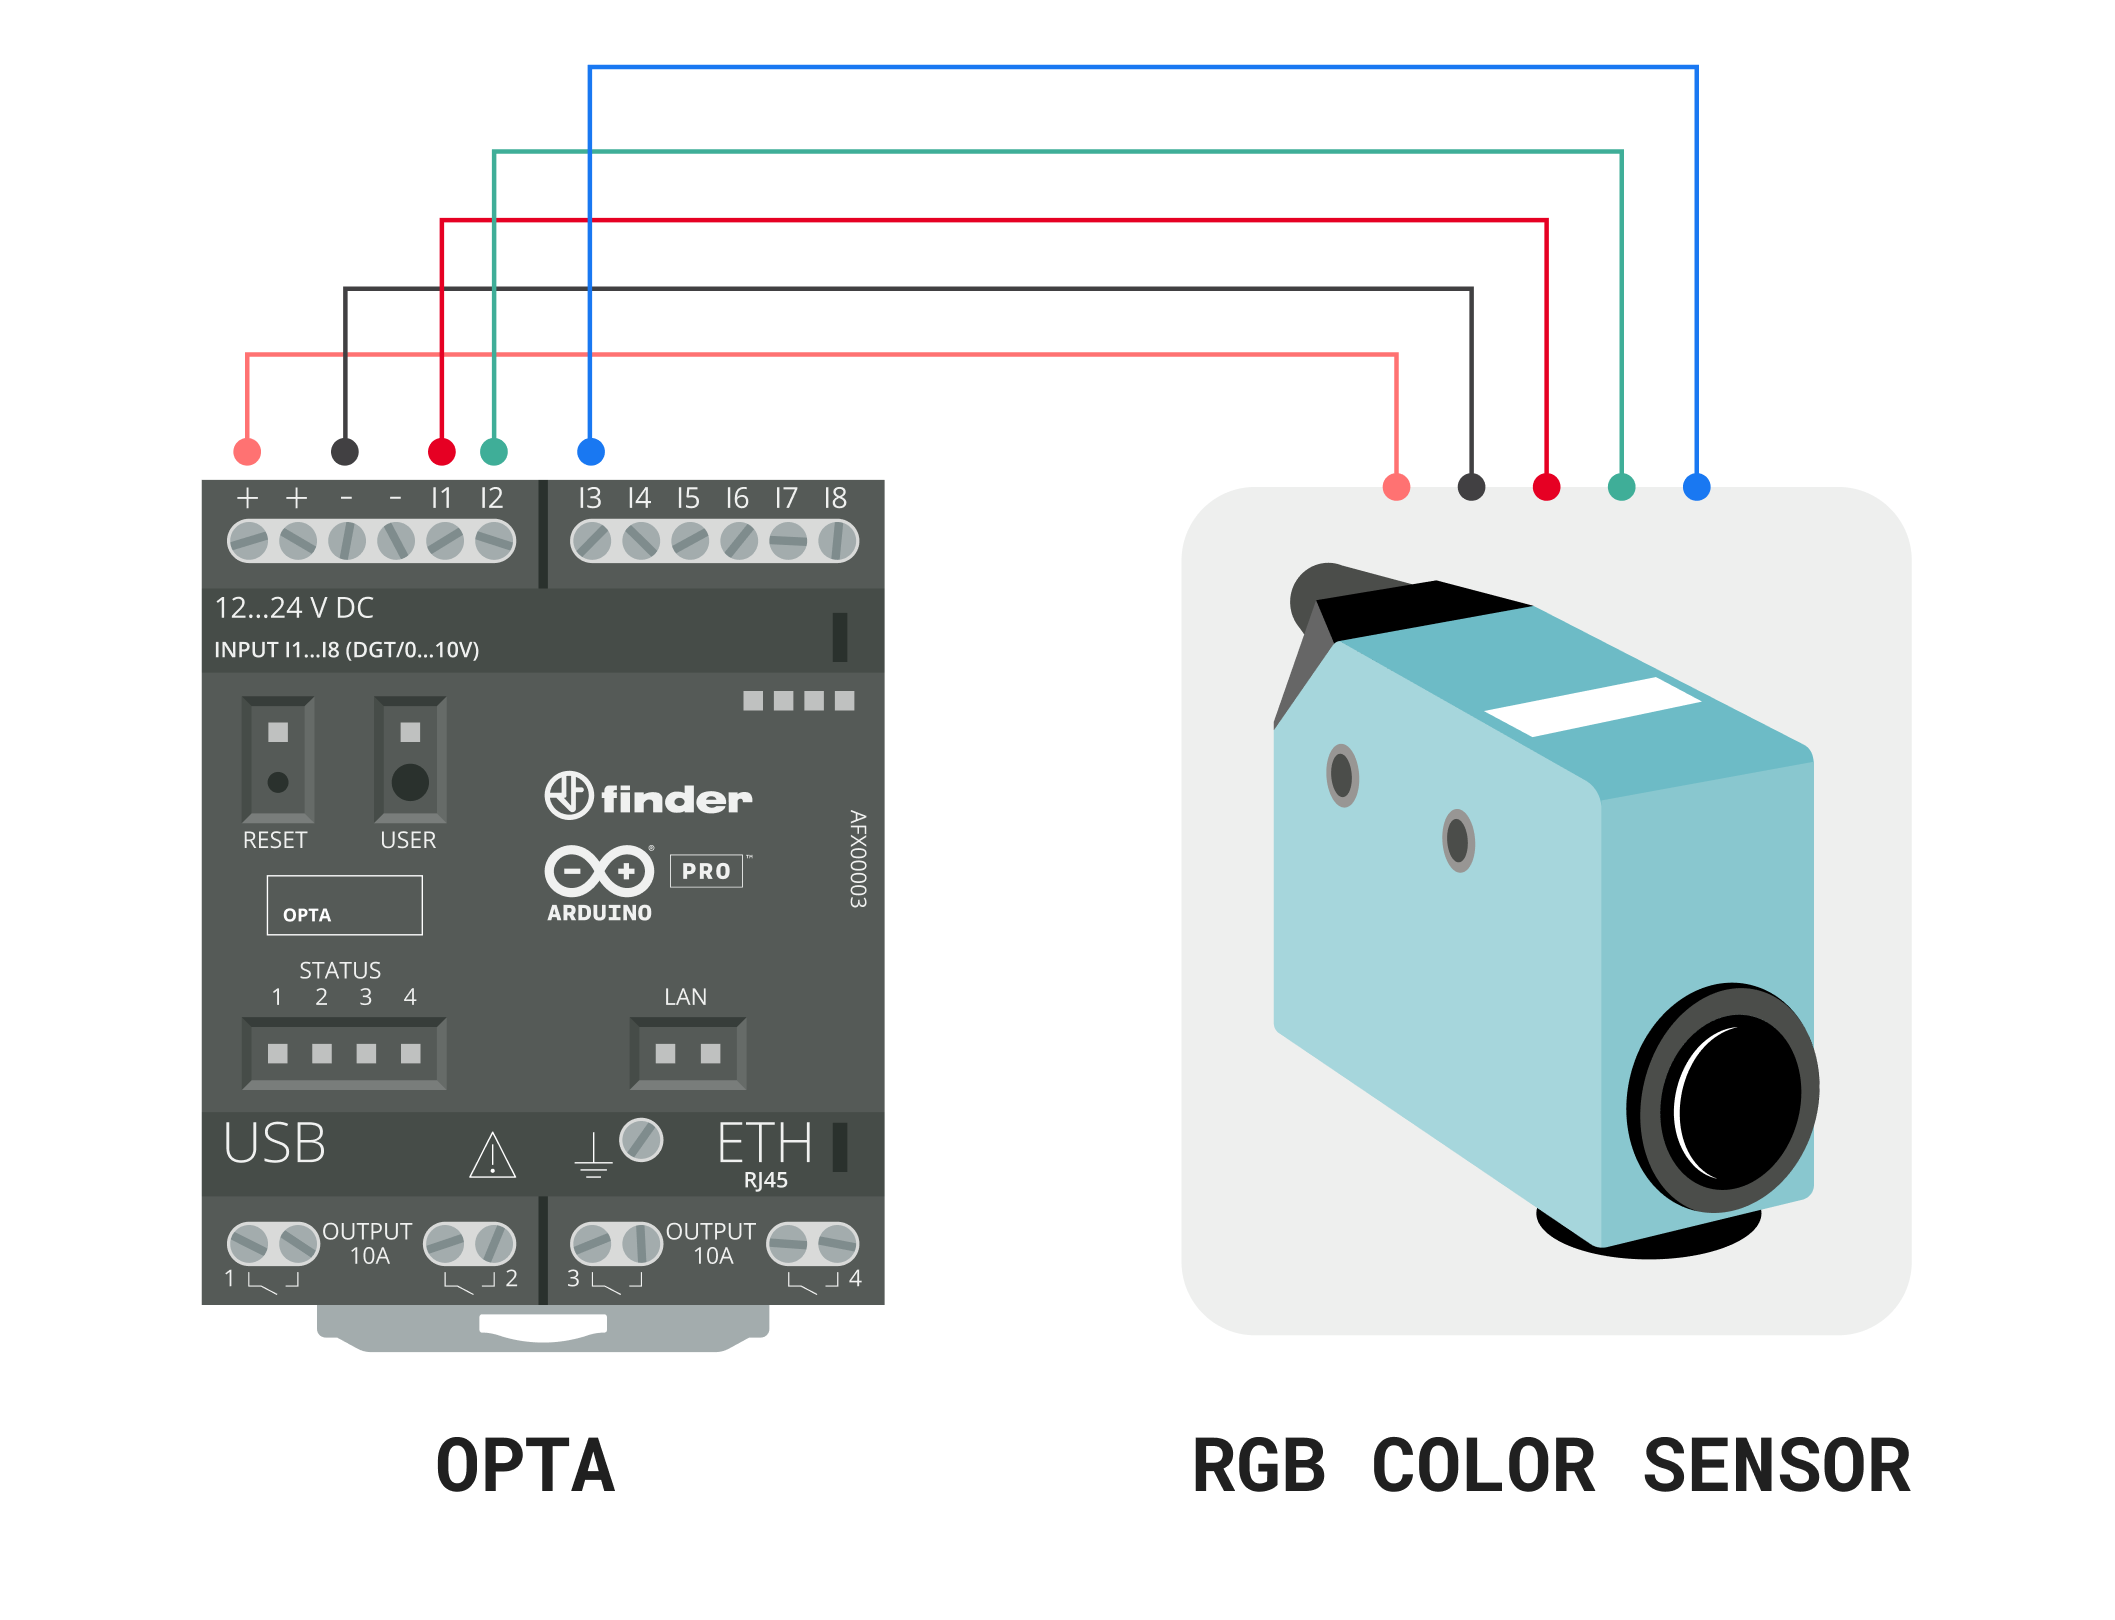 + + - - I1 I2 I3 I4 I5 I6 I7 I8
12...24 V DC
INPUT I1...I8 (DGT/0...10V)
RESET USER
finder
® PRO ™
ARDUINO
AFX00003
OPTA
STATUS
1 2 3 4
LAN
USB ETH
RJ45
OUTPUT OUTPUT
10A 10A
1 2 3 4
OPTA RGB COLOR SENSOR